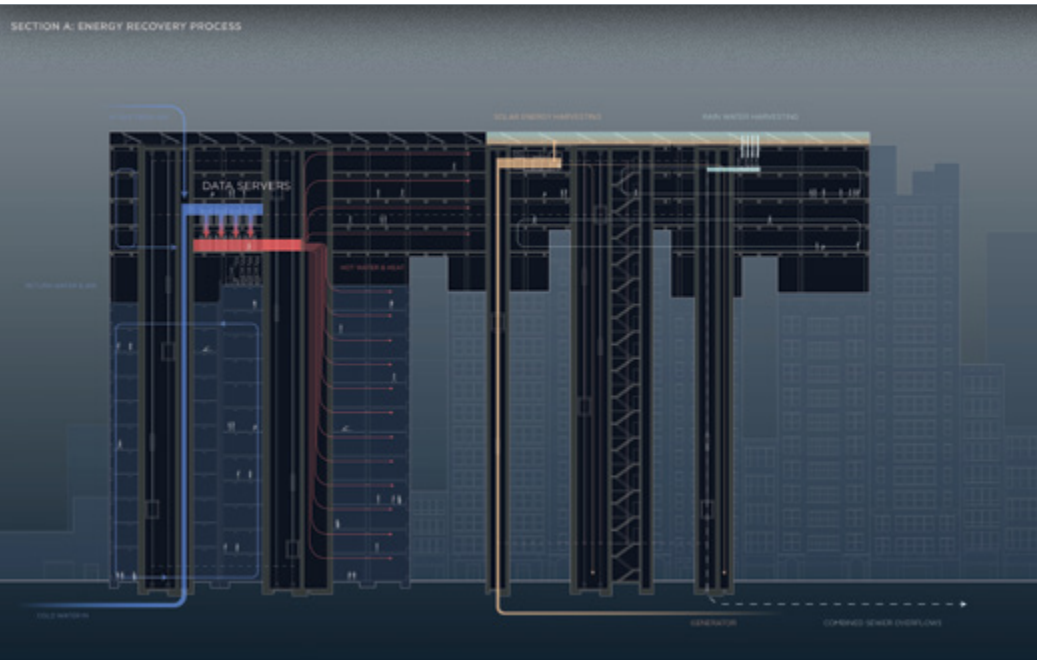 SECTION A: ENERGY RECOVERY PROCESS
SOLAR ENERGY HARVESTING
RAIN WATER HARVESTING
DATA SERVERS
HOT WATER & HEAT
COLD WATER IN
GENERATOR
COMBINED SEWER OVERFLOWS